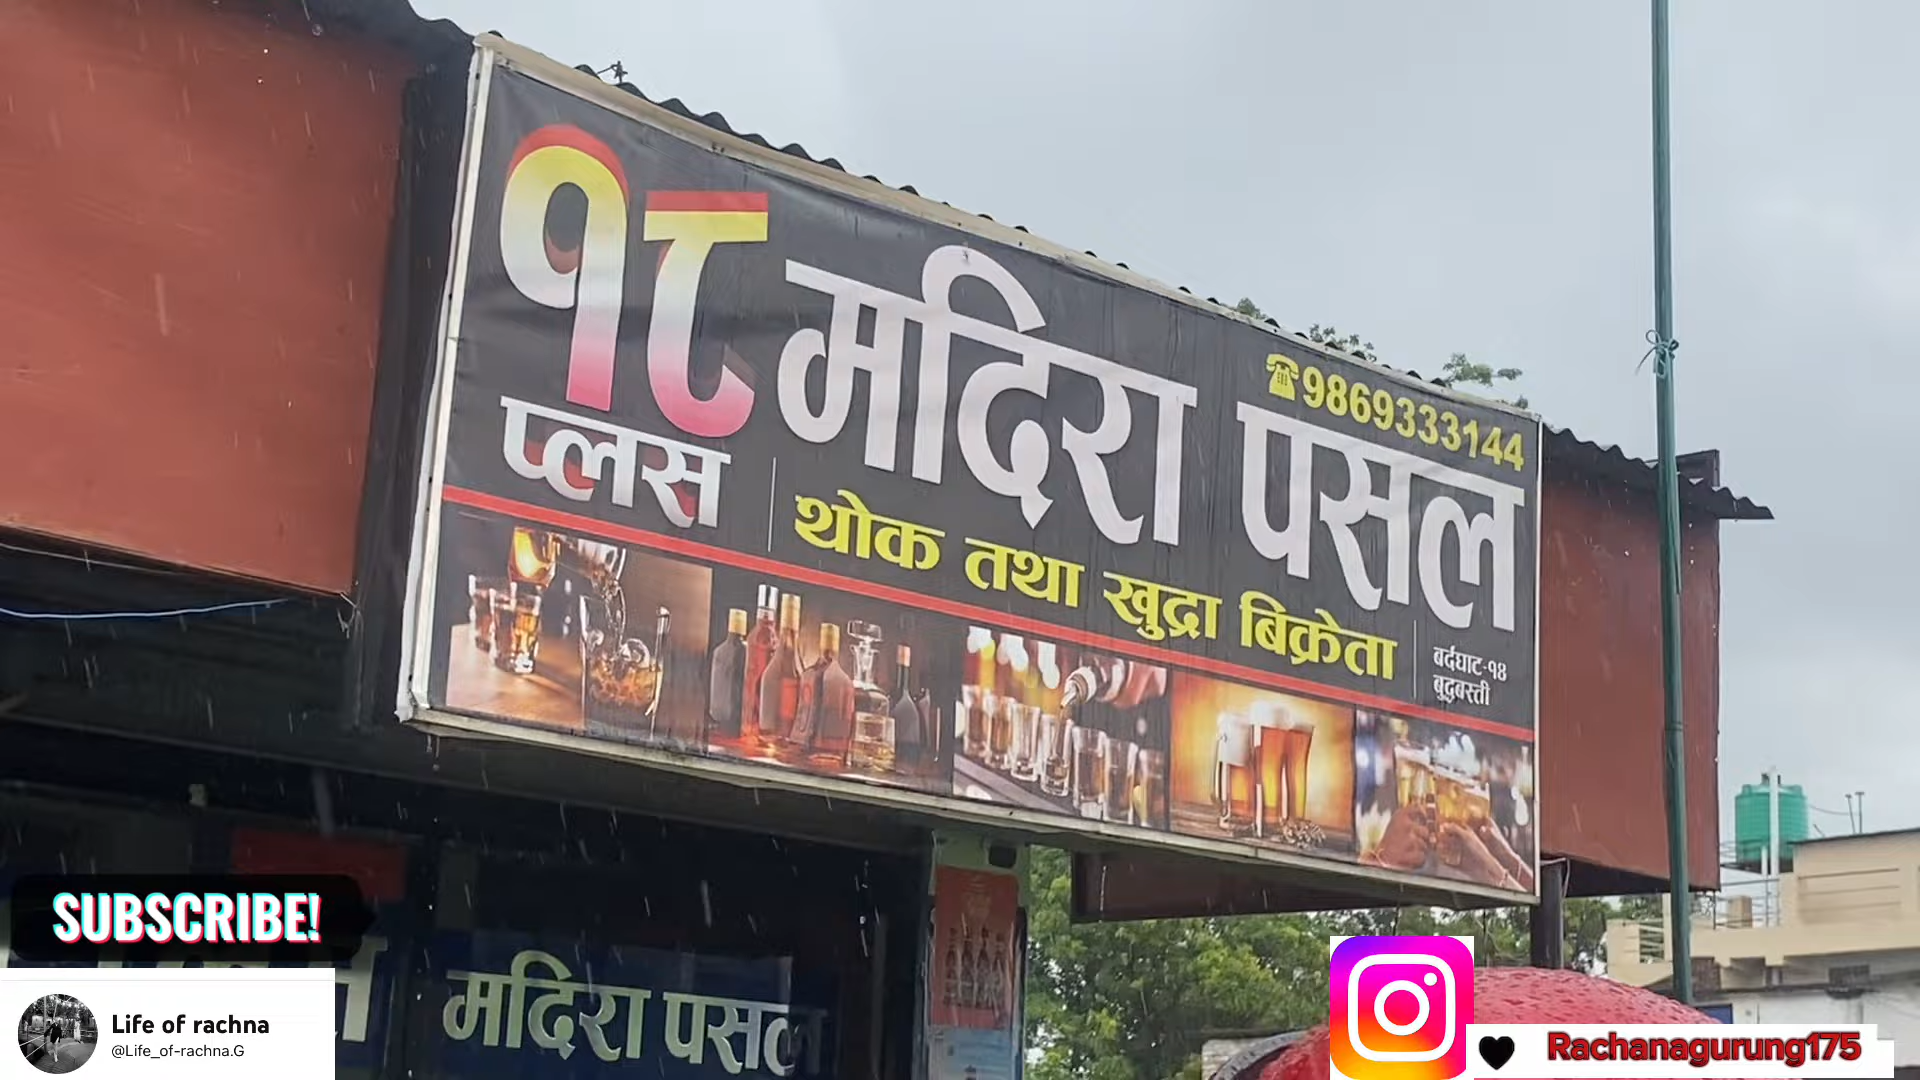 १८
प्लस
मदिरा पसल
☎9869333144
थोक तथा खुद्रा बिक्रेता
बर्दघाट-१४
बुद्धबस्ती
मदिरा पसल
SUBSCRIBE!
Life of rachna
@Life_of-rachna.G
Rachanagurung175